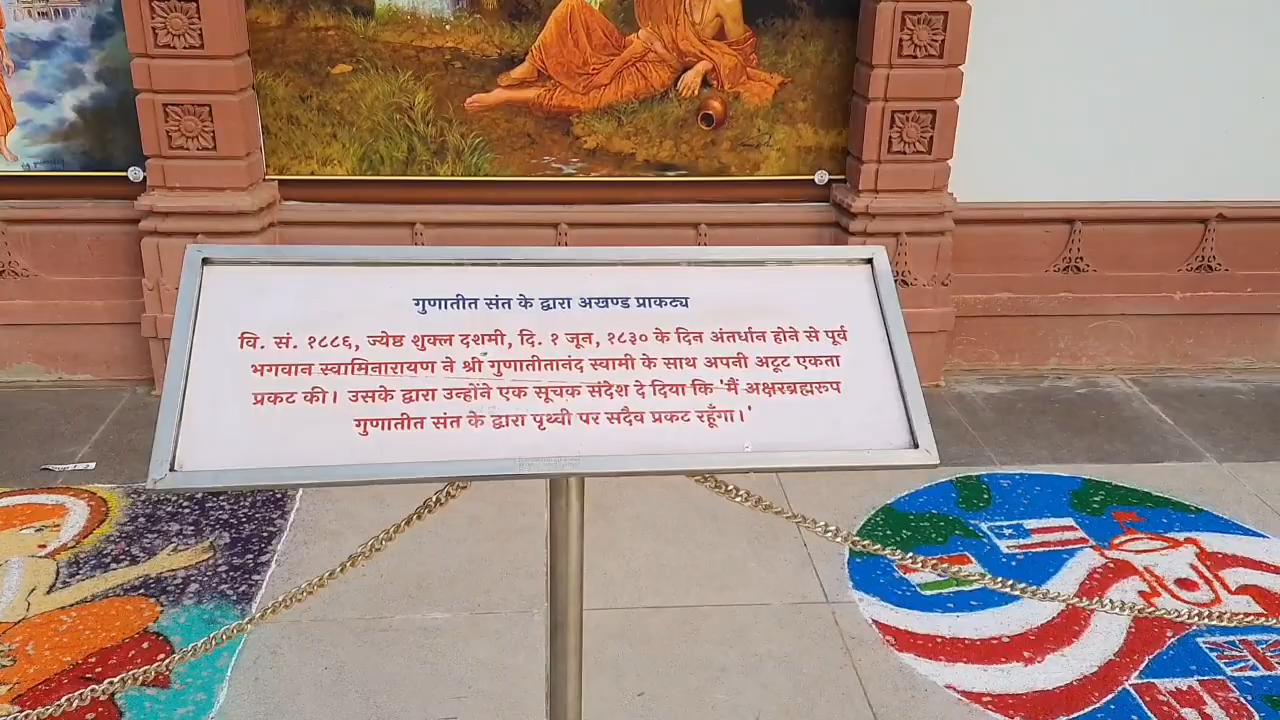 गुणातीत संत के द्वारा अखण्ड प्राकट्य
वि. सं. १८८६, ज्येष्ठ शुक्ल दशमी, दि. १ जून, १८३० के दिन अंतर्धान होने से पूर्व
भगवान स्वामिनारायण ने श्री गुणातीतानंद स्वामी के साथ अपनी अटूट एकता
प्रकट की। उसके द्वारा उन्होंने एक सूचक संदेश दे दिया कि 'मैं अक्षरब्रह्मरूप
गुणातीत संत के द्वारा पृथ्वी पर सदैव प्रकट रहूँगा।'